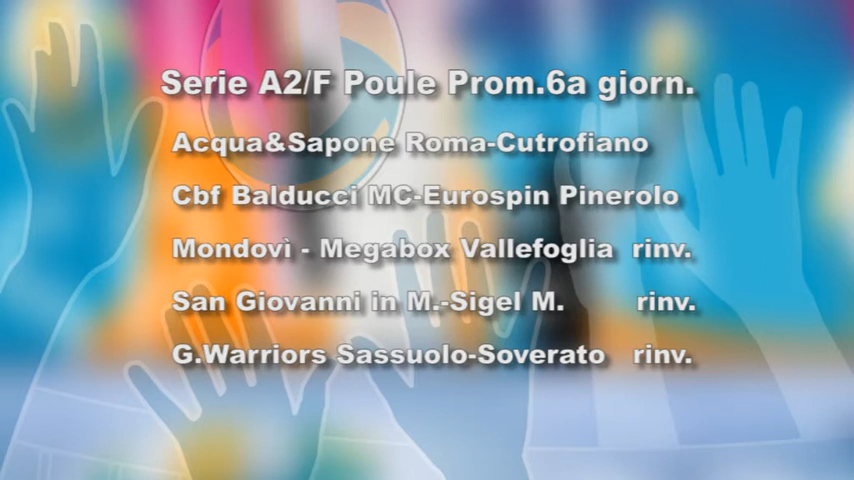 Serie A2/F Poule Prom.6a giorn.
Acqua&Sapone Roma-Cutrofiano
Cbf Balducci MC-Eurospin Pinerolo
Mondovì - Megabox Vallefoglia rinv.
San Giovanni in M.-Sigel M. rinv.
G.Warriors Sassuolo-Soverato rinv.